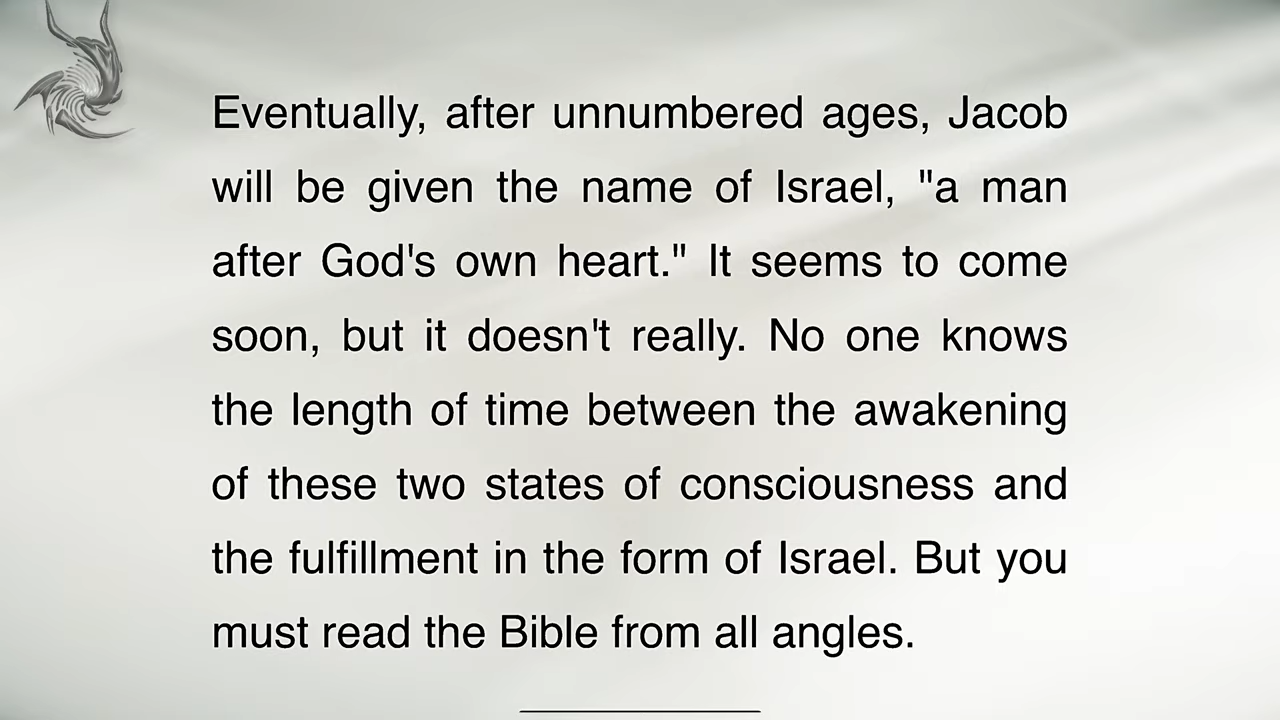 Eventually, after unnumbered ages, Jacob
will be given the name of Israel, "a man
after God's own heart." It seems to come
soon, but it doesn't really. No one knows
the length of time between the awakening
of these two states of consciousness and
the fulfillment in the form of Israel. But you
must read the Bible from all angles.